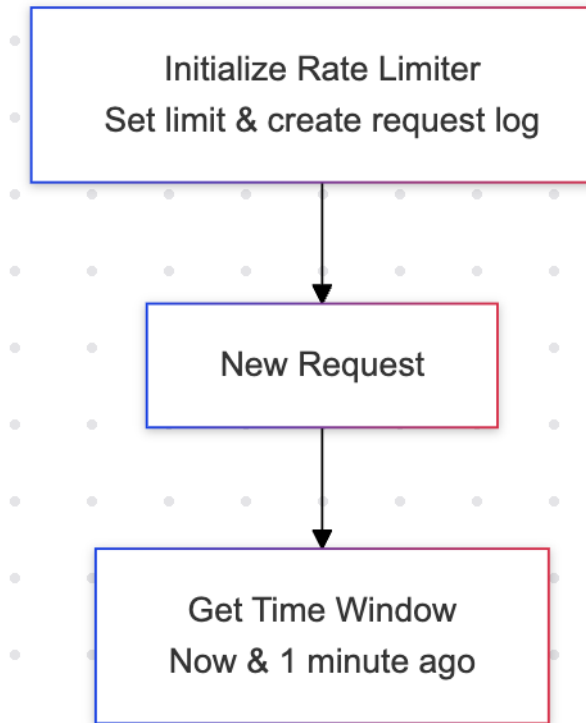 Initialize Rate Limiter
Set limit & create request log
New Request
Get Time Window
Now & 1 minute ago